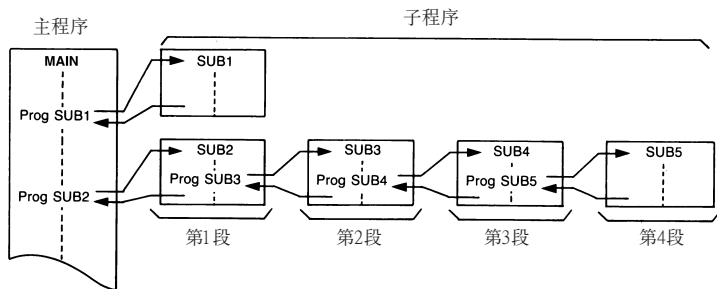 主程序
子程序
MAIN
SUB1
Prog SUB1
SUB2
SUB3
SUB4
SUB5
Prog SUB3
Prog SUB4
Prog SUB5
Prog SUB2
第1段
第2段
第3段
第4段